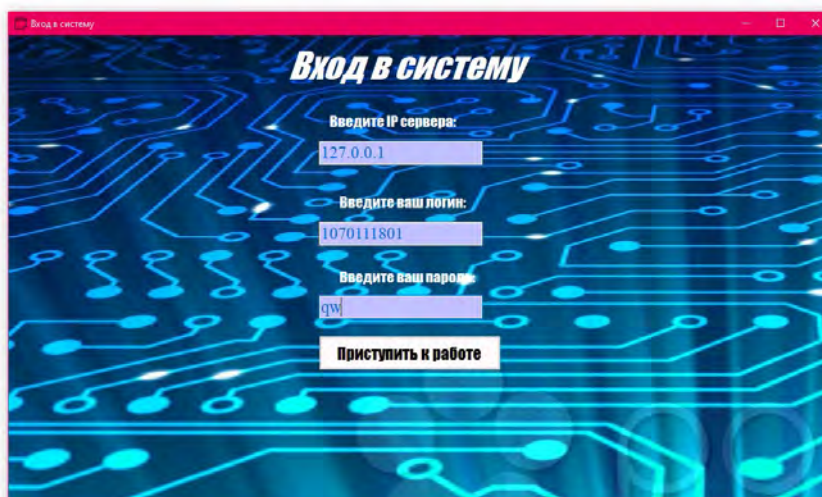 Вход в систему
Вход в систему
Введите IP сервера:
127.0.0.1
Введите ваш логин:
1070111801
Введите ваш пароль:
qw
Приступить к работе